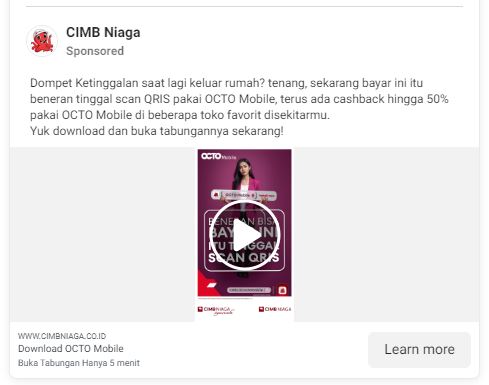 CIMB Niaga
Sponsored
Dompet Ketinggalan saat lagi keluar rumah? tenang, sekarang bayar ini itu
beneran tinggal scan QRIS pakai OCTO Mobile, terus ada cashback hingga 50%
pakai OCTO Mobile di beberapa toko favorit disekitarmu.
Yuk download dan buka tabungannya sekarang!
OCTO Mobile
OCTO Mobile
BENERAN BISA
BAYAR INI
ITU TINGGAL
SCAN QRIS
CIMB NIAGA
CIMB NIAGA
WWW.CIMBNIAGA.CO.ID
Download OCTO Mobile
Buka Tabungan Hanya 5 menit
Learn more